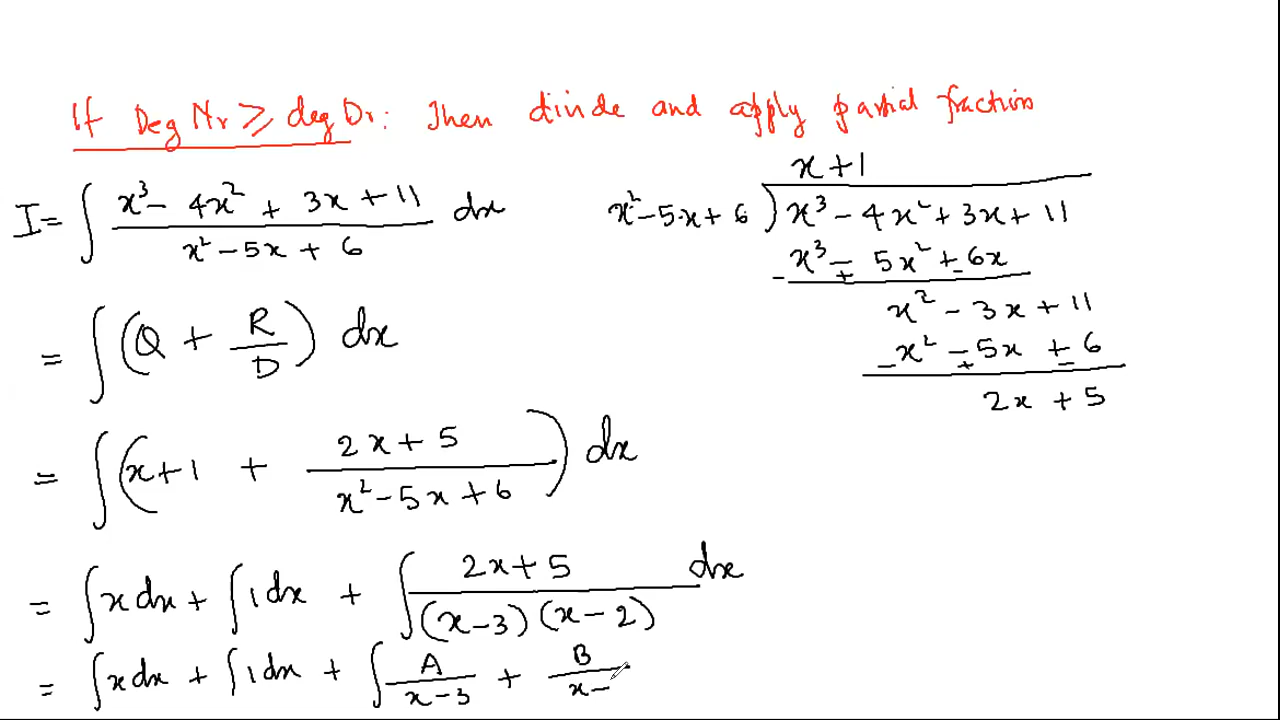 If Deg Nr ≥ deg Dr: Then divide and apply partial fraction
I = ∫ (x³ - 4x² + 3x + 11)/(x² - 5x + 6) dx
= ∫ (Q + R/D) dx
= ∫ (x+1 + (2x+5)/(x² - 5x + 6)) dx
= ∫ x dx + ∫ 1 dx + ∫ (2x+5)/((x-3)(x-2)) dx
= ∫ x dx + ∫ 1 dx + ∫ A/(x-3) + B/(x-
x+1
x² - 5x + 6 ) x³ - 4x² + 3x + 11
x³ - 5x² + 6x
- + -
x² - 3x + 11
x² - 5x + 6
- + -
2x + 5